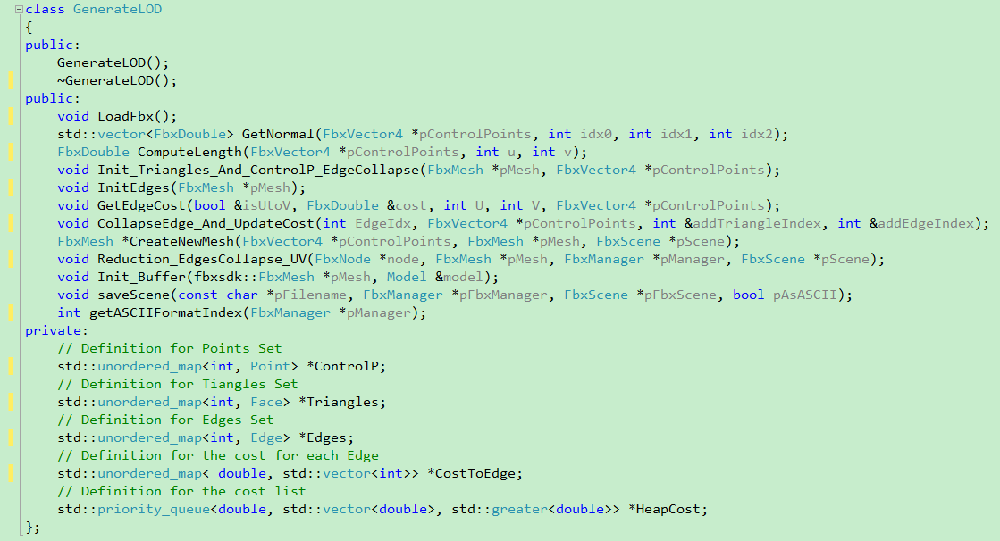 class GenerateLOD
{
public:
    GenerateLOD();
    ~GenerateLOD();
public:
    void LoadFbx();
    std::vector<FbxDouble> GetNormal(FbxVector4 *pControlPoints, int idx0, int idx1, int idx2);
    FbxDouble ComputeLength(FbxVector4 *pControlPoints, int u, int v);
    void Init_Triangles_And_ControlP_EdgeCollapse(FbxMesh *pMesh, FbxVector4 *pControlPoints);
    void InitEdges(FbxMesh *pMesh);
    void GetEdgeCost(bool &isUtoV, FbxDouble &cost, int U, int V, FbxVector4 *pControlPoints);
    void CollapseEdge_And_UpdateCost(int EdgeIdx, FbxVector4 *pControlPoints, int &addTriangleIndex, int &addEdgeIndex);
    FbxMesh *CreateNewMesh(FbxVector4 *pControlPoints, FbxMesh *pMesh, FbxScene *pScene);
    void Reduction_EdgesCollapse_UV(FbxNode *node, FbxMesh *pMesh, FbxManager *pManager, FbxScene *pScene);
    void Init_Buffer(fbxsdk::FbxMesh *pMesh, Model &model);
    void saveScene(const char *pFilename, FbxManager *pFbxManager, FbxScene *pFbxScene, bool pAsASCII);
    int getASCIIFormatIndex(FbxManager *pManager);
private:
    // Definition for Points Set
    std::unordered_map<int, Point> *ControlP;
    // Definition for Tiangles Set
    std::unordered_map<int, Face> *Triangles;
    // Definition for Edges Set
    std::unordered_map<int, Edge> *Edges;
    // Definition for the cost for each Edge
    std::unordered_map< double, std::vector<int>> *CostToEdge;
    // Definition for the cost list
    std::priority_queue<double, std::vector<double>, std::greater<double>> *HeapCost;
};